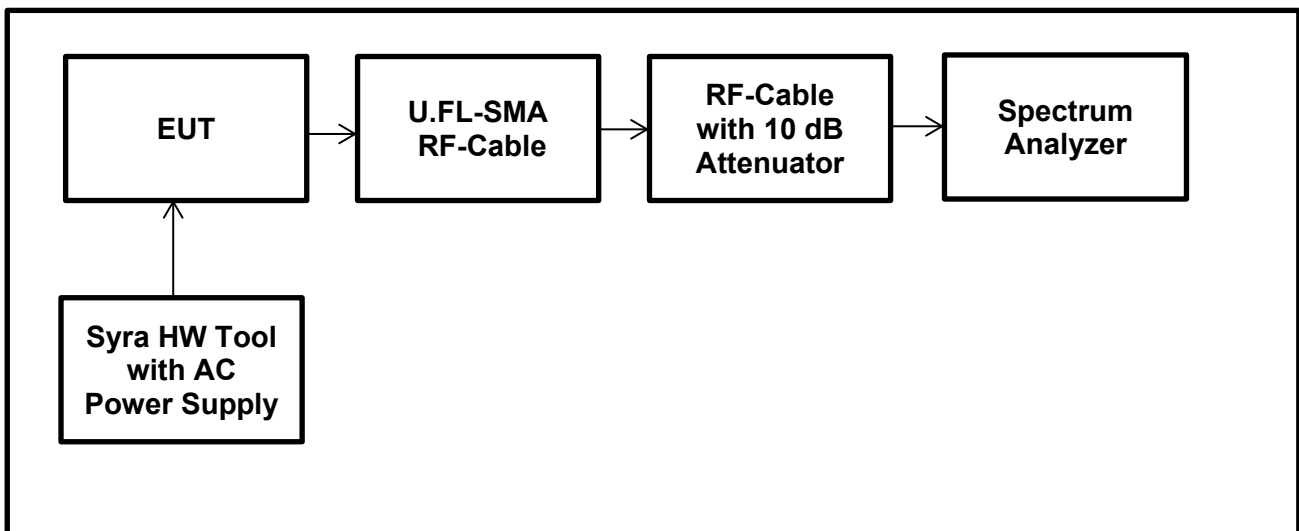 EUT
U.FL-SMA
RF-Cable
RF-Cable
with 10 dB
Attenuator
Spectrum
Analyzer
Syra HW Tool
with AC
Power Supply